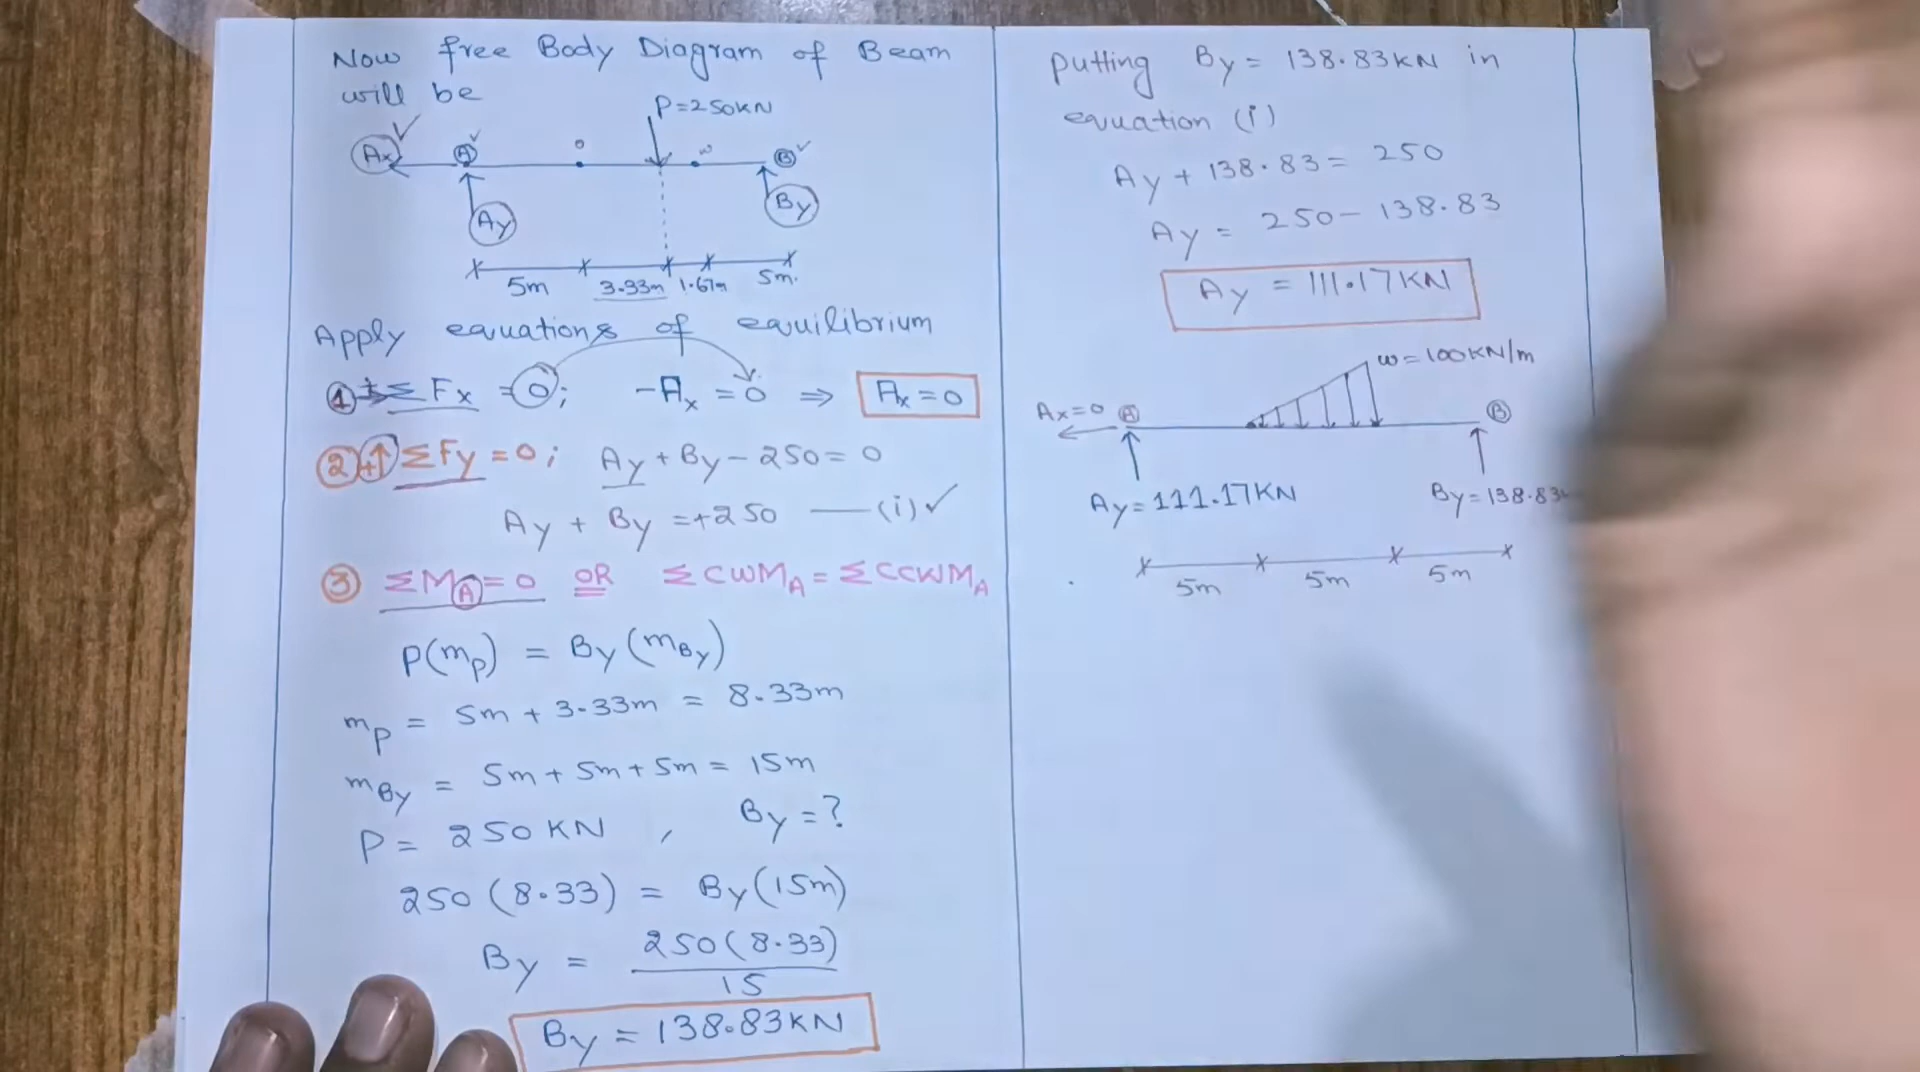 Now free Body Diagram of Beam
will be
P=250KN
Ax A B
Ay By
5m 3.33m 1.67m 5m.
Apply equations of equilibrium
1 + Σ Fx = 0; -Ax = 0 ⇒ Ax = 0
2 +↑ ΣFy = 0; Ay + By - 250 = 0
Ay + By = +250 — (i) ✓
3 ΣMA = 0 OR ΣCWMA = ΣCCWMA
P(mp) = By (mBy)
mp = 5m + 3.33m = 8.33m
mBy = 5m + 5m + 5m = 15m
P = 250 KN , By = ?
250 (8.33) = By (15m)
By = 250(8.33)
15
By = 138.83KN
Putting By = 138.83KN in
equation (i)
Ay + 138.83 = 250
Ay = 250 - 138.83
Ay = 111.17KN
w = 100KN/m
Ax=0 A B
Ay = 111.17KN By = 138.83
5m 5m 5m